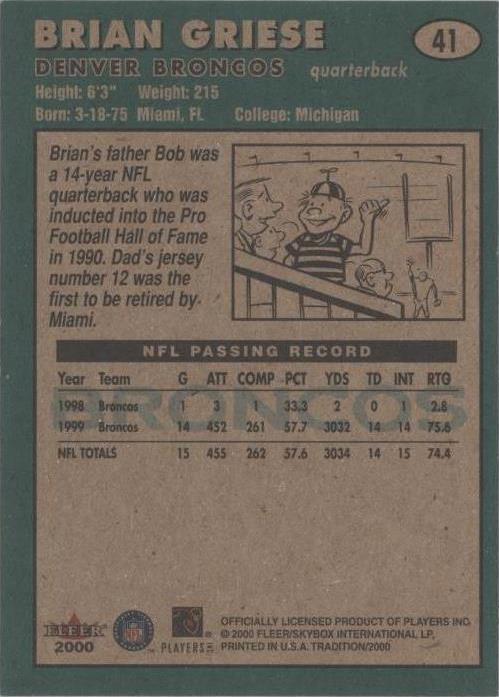 BRIAN GRIESE
41
DENVER BRONCOS quarterback
Height: 6'3" Weight: 215
Born: 3-18-75 Miami, FL College: Michigan
Brian's father Bob was
a 14-year NFL
quarterback who was
inducted into the Pro
Football Hall of Fame
in 1990. Dad's jersey
number 12 was the
first to be retired by
Miami.
NFL PASSING RECORD
Year Team G ATT COMP PCT YDS TD INT RTG
BRONCOS
1998 Broncos 1 3 1 33.3 2 0 1 2.8
1999 Broncos 14 452 261 57.7 3032 14 14 75.6
NFL TOTALS 15 455 262 57.6 3034 14 15 74.4
FLEER
2000
NFL
PLAYERS INC
OFFICIALLY LICENSED PRODUCT OF PLAYERS INC
© 2000 FLEER/SKYBOX INTERNATIONAL LP,
PRINTED IN U.S.A. TRADITION/2000